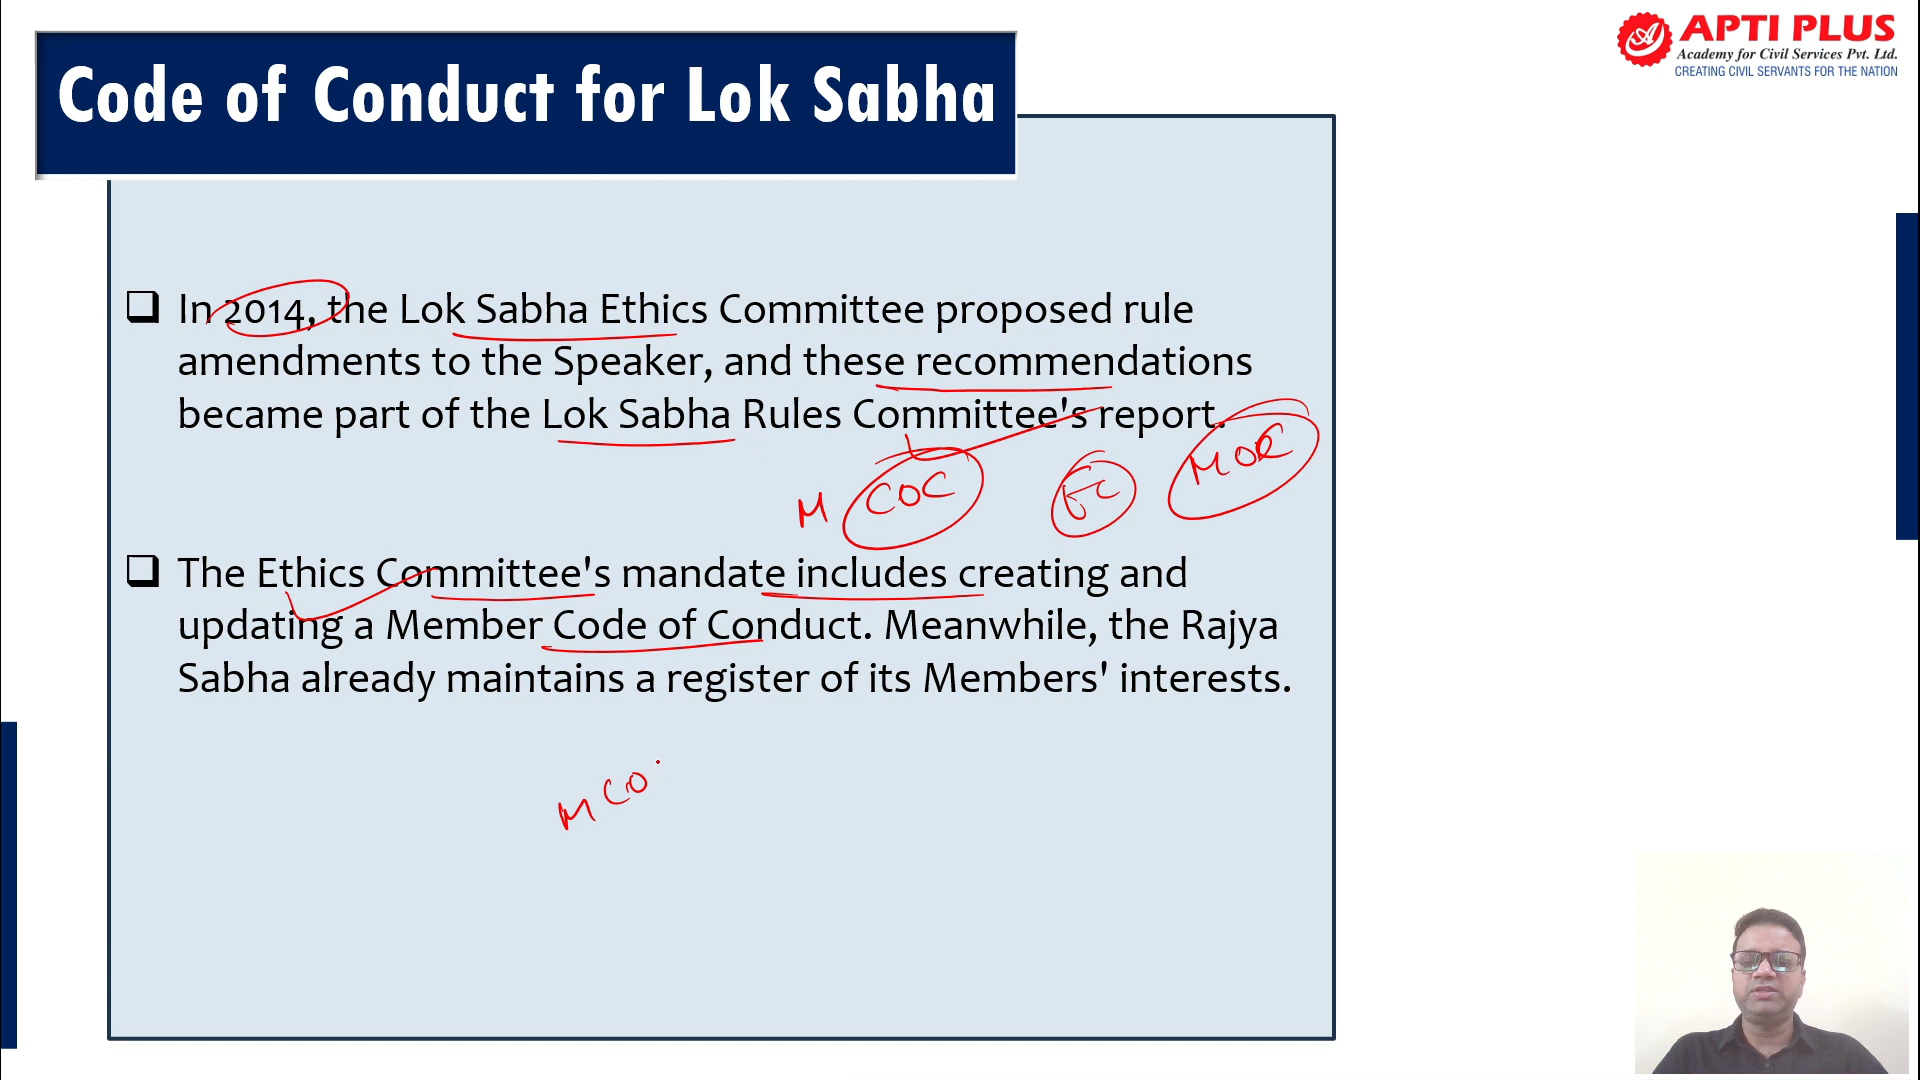 APTI PLUS
Academy for Civil Services Pvt. Ltd.
CREATING CIVIL SERVANTS FOR THE NATION
Code of Conduct for Lok Sabha
In 2014, the Lok Sabha Ethics Committee proposed rule
amendments to the Speaker, and these recommendations
became part of the Lok Sabha Rules Committee's report.
M COC
The Ethics Committee's mandate includes creating and
updating a Member Code of Conduct. Meanwhile, the Rajya
Sabha already maintains a register of its Members' interests.
M CO